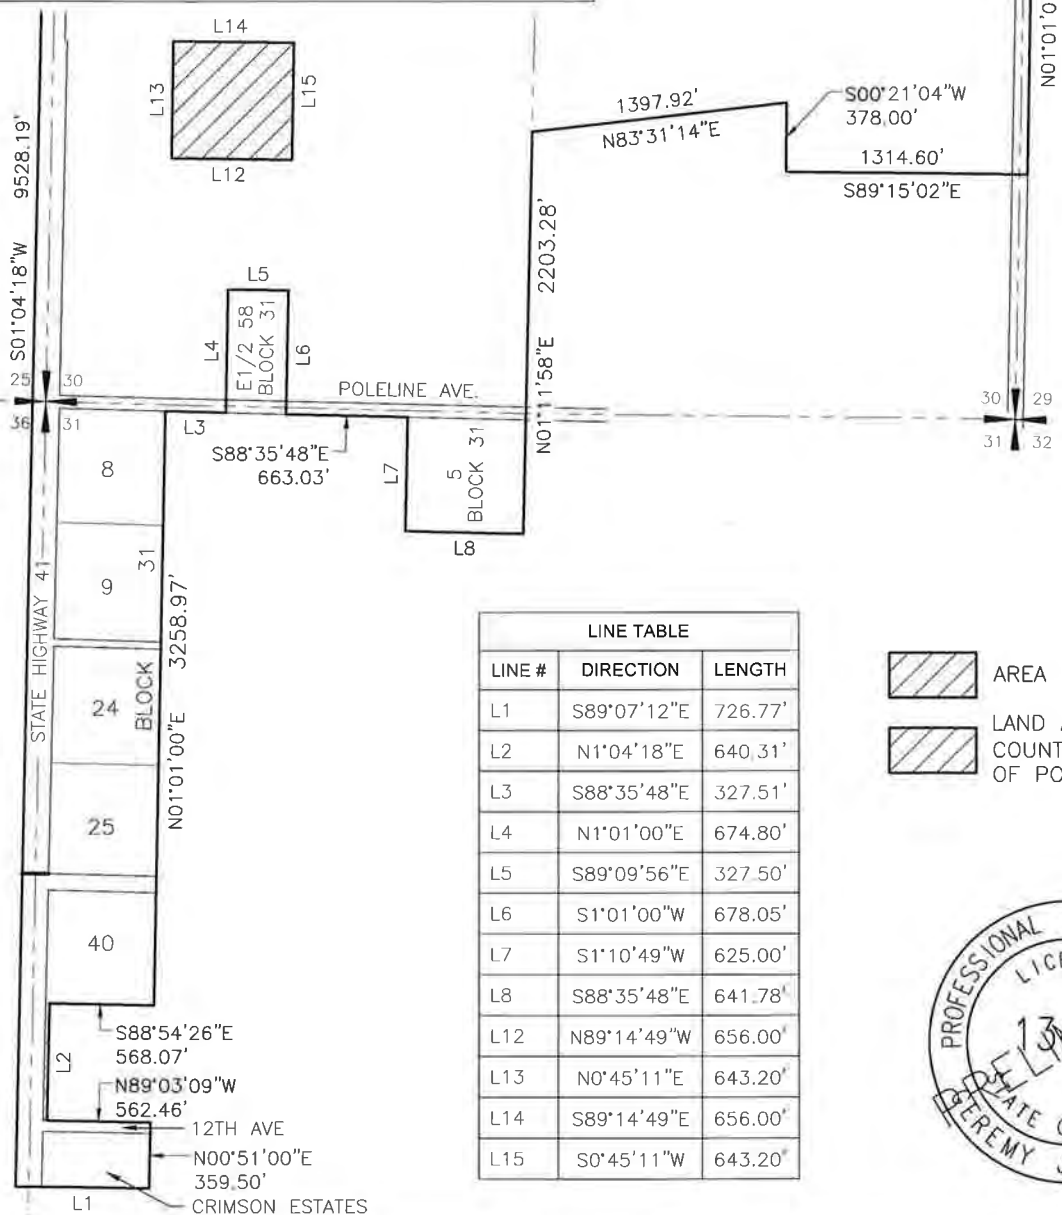 L14
L13
L15
L12
S01°04'18"W 9528.19'
1397.92'
N83°31'14"E
S00°21'04"W
378.00'
1314.60'
S89°15'02"E
2203.28'
N01°11'58"E
L5
L4
E1/2 58
BLOCK 31
L6
POLELINE AVE.
25
30
36
31
30
29
31
32
L3
S88°35'48"E
663.03'
L7
5
BLOCK 31
L8
8
9
24
25
40
BLOCK 31
STATE HIGHWAY 41
N01°01'00"E 3258.97'
S88°54'26"E
568.07'
L2
N89°03'09"W
562.46'
12TH AVE
N00°51'00"E
359.50'
L1
CRIMSON ESTATES
LINE TABLE
LINE # DIRECTION LENGTH
L1 S89°07'12"E 726.77'
L2 N1°04'18"E 640.31'
L3 S88°35'48"E 327.51'
L4 N1°01'00"E 674.80'
L5 S89°09'56"E 327.50'
L6 S1°01'00"W 678.05'
L7 S1°10'49"W 625.00'
L8 S88°35'48"E 641.78'
L12 N89°14'49"W 656.00'
L13 N0°45'11"E 643.20'
L14 S89°14'49"E 656.00'
L15 S0°45'11"W 643.20'
AREA
LAND
COUNT
OF PO
PROFESSIONAL
LICE
13
STATE
JEREMY